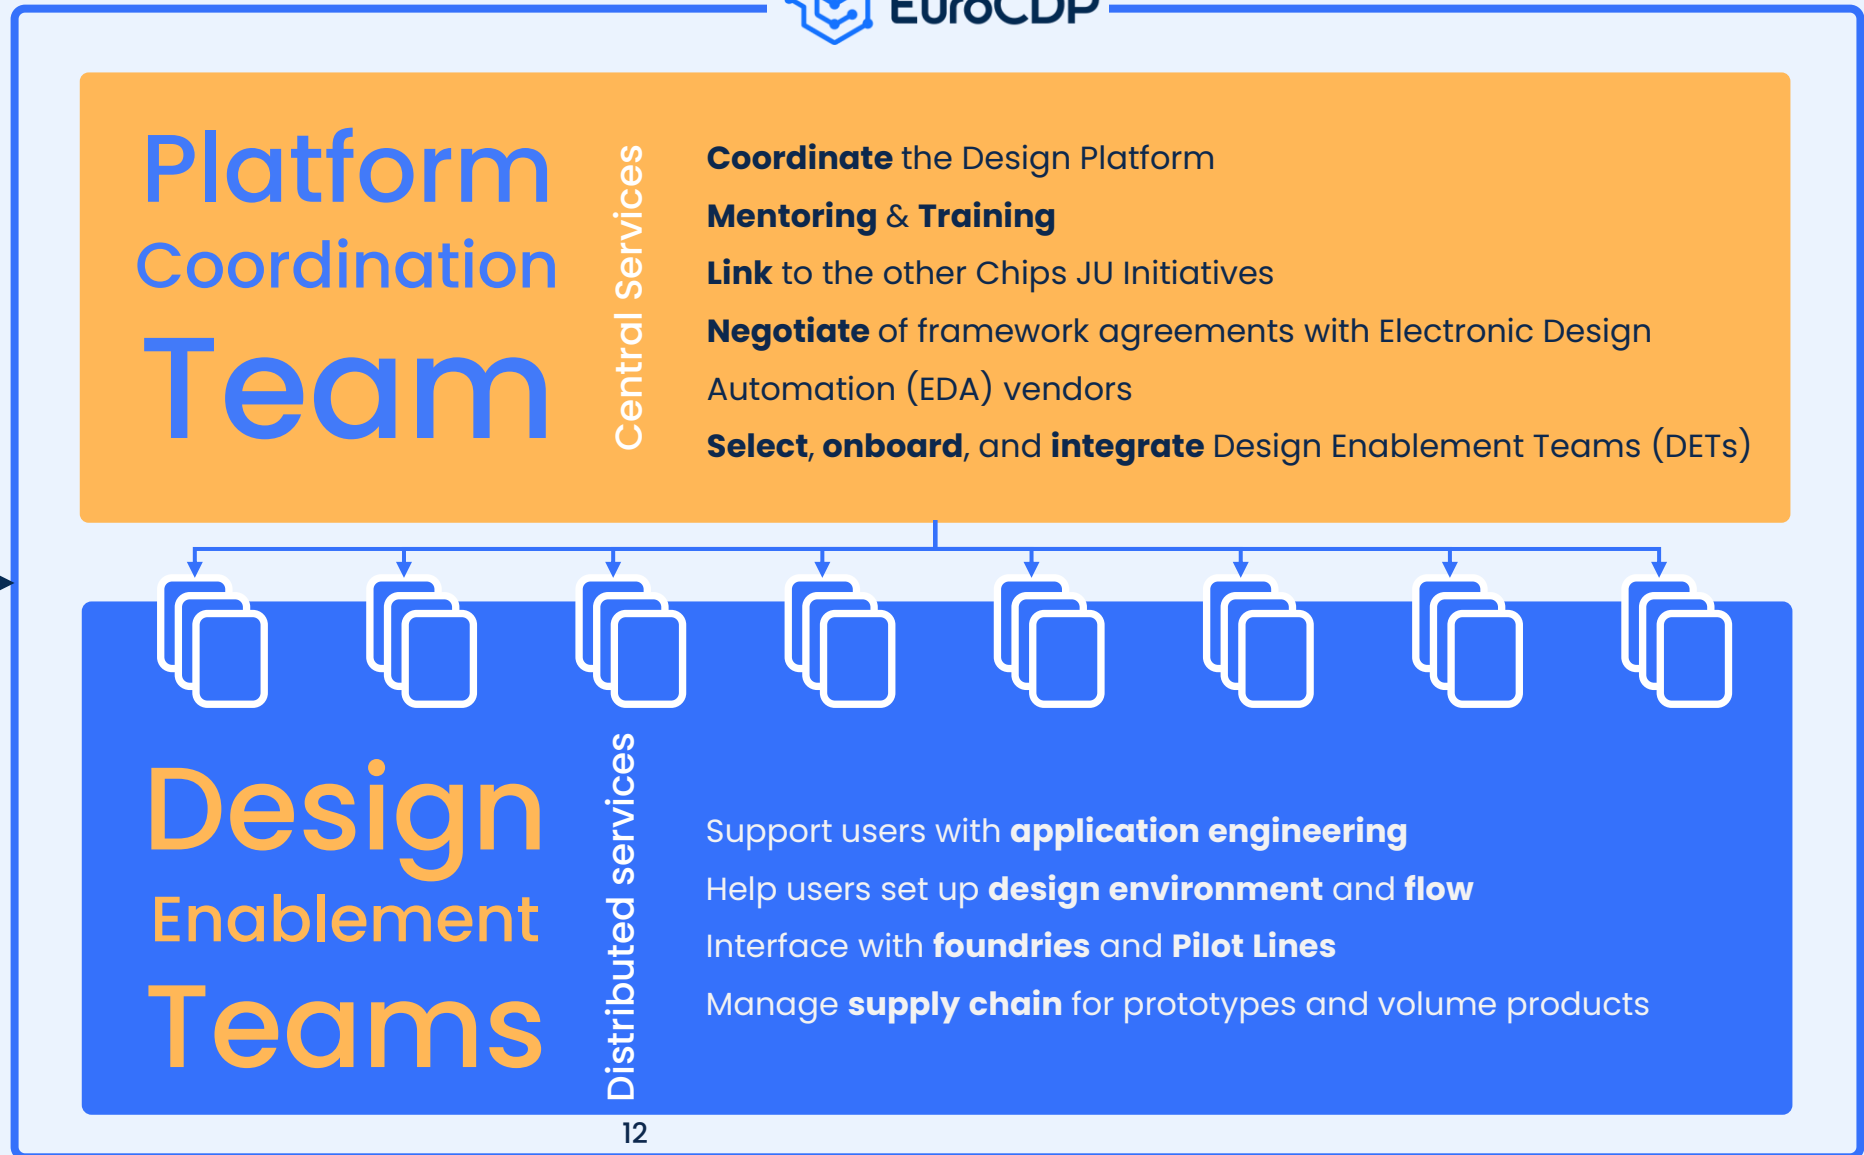 EuroCDP
Platform
Coordination
Team
Central Services
Coordinate the Design Platform
Mentoring & Training
Link to the other Chips JU Initiatives
Negotiate of framework agreements with Electronic Design
Automation (EDA) vendors
Select, onboard, and integrate Design Enablement Teams (DETs)
Design
Enablement
Teams
Distributed services
Support users with application engineering
Help users set up design environment and flow
Interface with foundries and Pilot Lines
Manage supply chain for prototypes and volume products
12